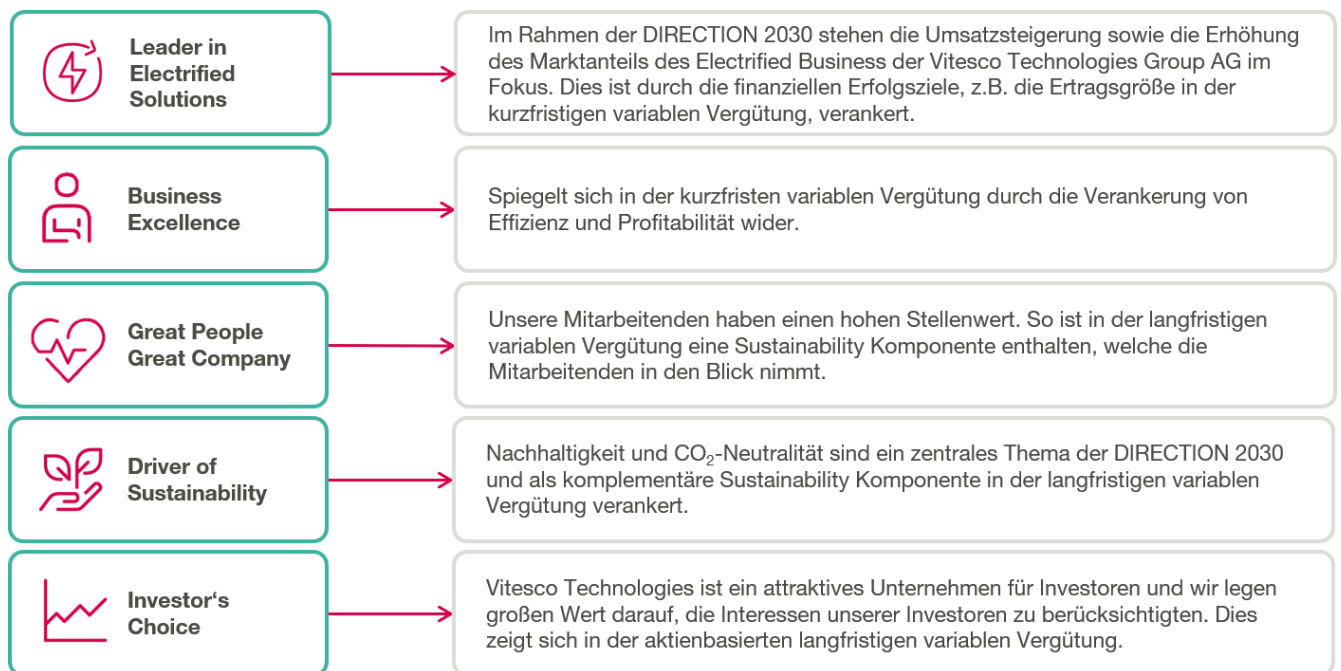 Leader in
Electrified
Solutions
Im Rahmen der DIRECTION 2030 stehen die Umsatzsteigerung sowie die Erhöhung
des Marktanteils des Electrified Business der Vitesco Technologies Group AG im
Fokus. Dies ist durch die finanziellen Erfolgsziele, z.B. die Ertragsgröße in der
kurzfristigen variablen Vergütung, verankert.
Business
Excellence
Spiegelt sich in der kurzfristen variablen Vergütung durch die Verankerung von
Effizienz und Profitabilität wider.
Great People
Great Company
Unsere Mitarbeitenden haben einen hohen Stellenwert. So ist in der langfristigen
variablen Vergütung eine Sustainability Komponente enthalten, welche die
Mitarbeitenden in den Blick nimmt.
Driver of
Sustainability
Nachhaltigkeit und CO₂-Neutralität sind ein zentrales Thema der DIRECTION 2030
und als komplementäre Sustainability Komponente in der langfristigen variablen
Vergütung verankert.
Investor‘s
Choice
Vitesco Technologies ist ein attraktives Unternehmen für Investoren und wir legen
großen Wert darauf, die Interessen unserer Investoren zu berücksichtigten. Dies
zeigt sich in der aktienbasierten langfristigen variablen Vergütung.